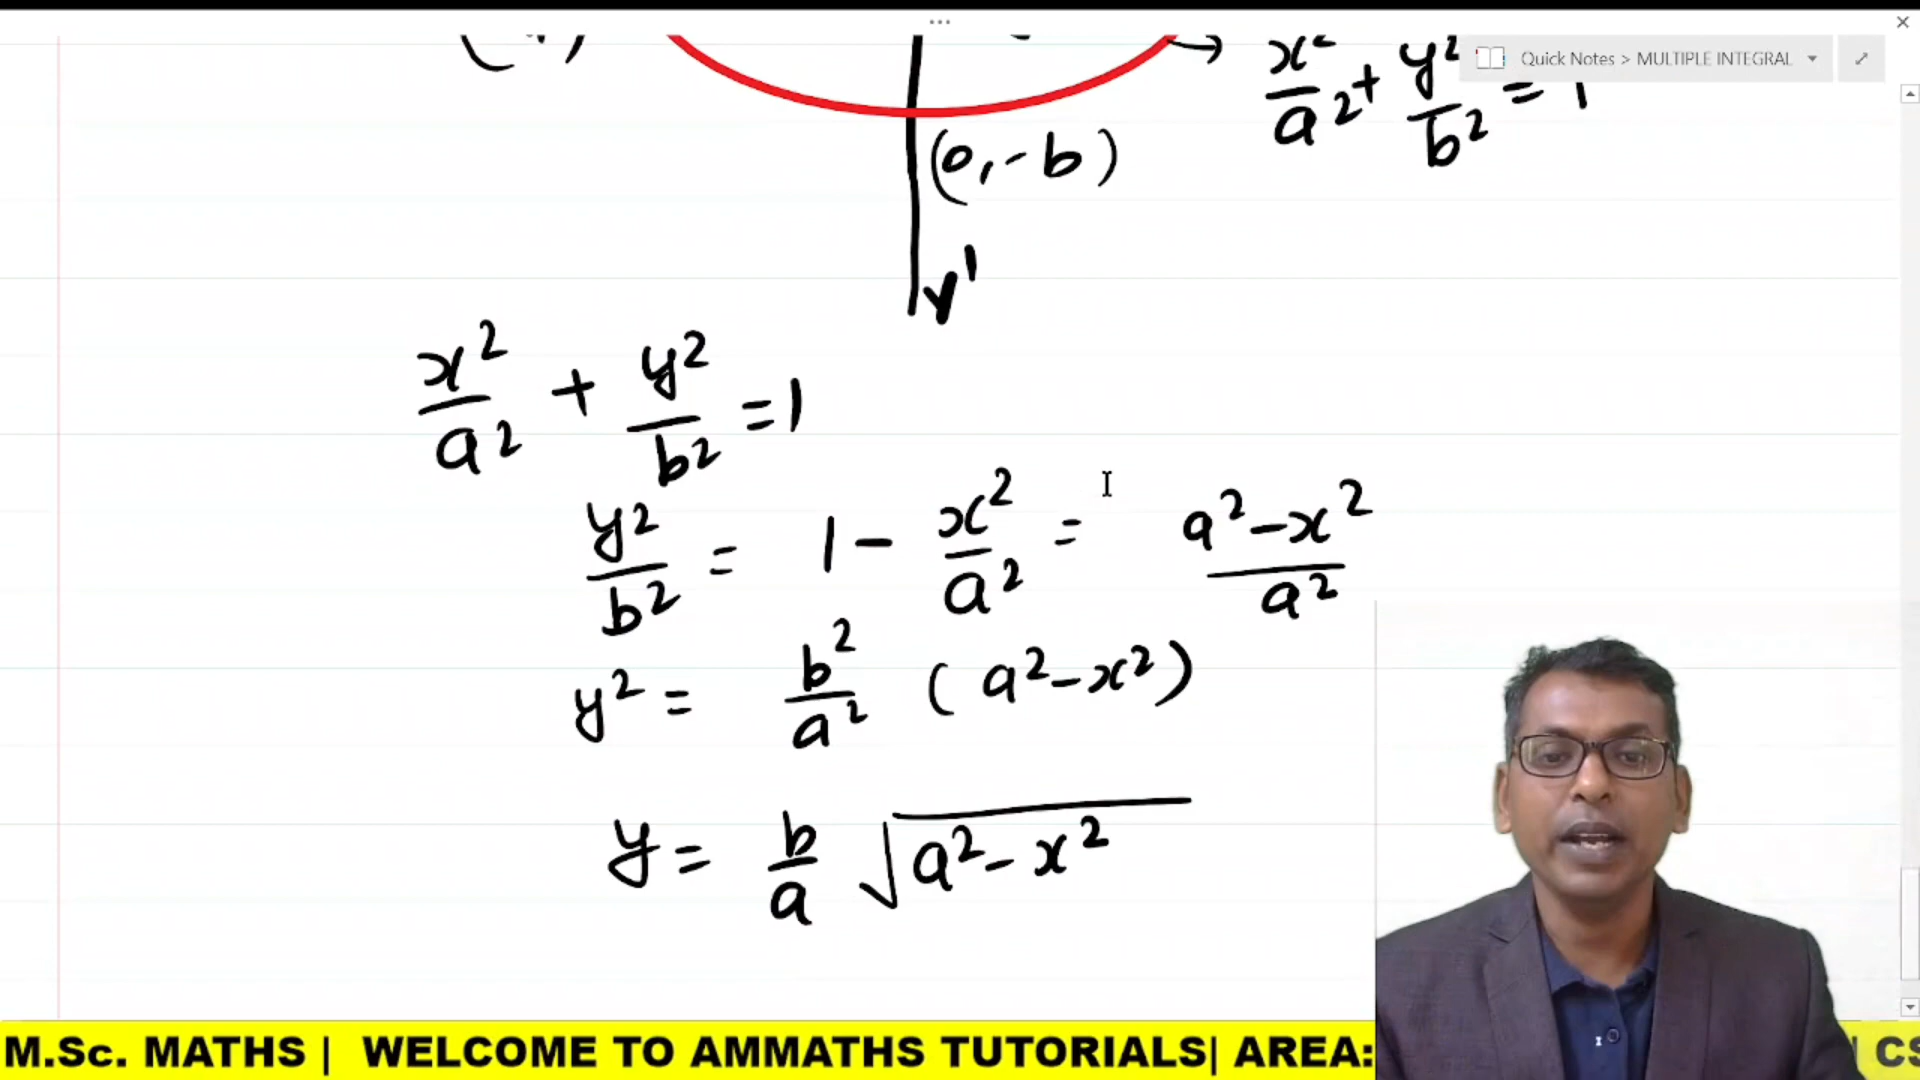 Quick Notes > MULTIPLE INTEGRAL
x²/a² + y²/b² = 1
(0, -b)
y'
x²/a² + y²/b² = 1
y²/b² = 1 - x²/a² = a²-x²/a²
y² = b²/a² (a²-x²)
y = b/a √a²-x²
M.Sc. MATHS | WELCOME TO AMMATHS TUTORIALS| AREA: